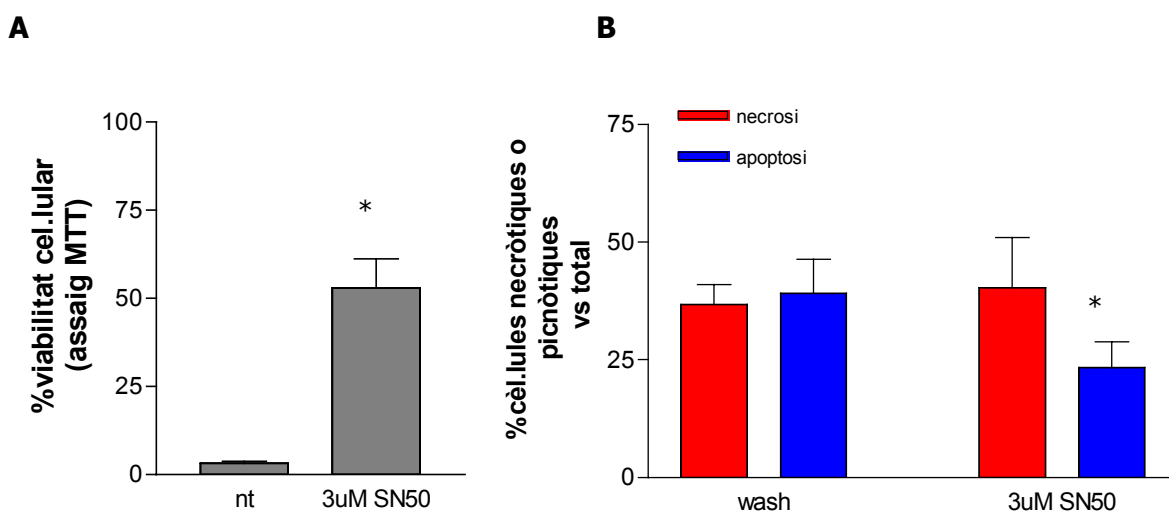 A
%viabilitat cel.lular
(assaig MTT)
100
75
50
25
0
*
nt
3uM SN50
B
%cèl.lules necròtiques o
picnòtiques
vs total
75
50
25
0
necrosi
apoptosi
*
wash
3uM SN50